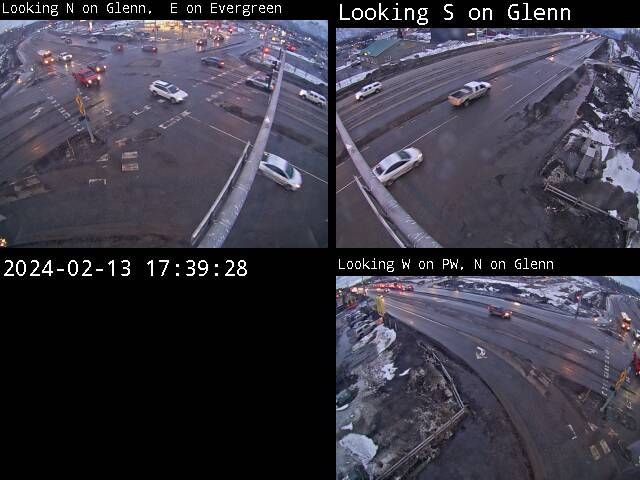 Looking N on Glenn, E on Evergreen
Looking S on Glenn
2024-02-13 17:39:28
Looking W on PW, N on Glenn